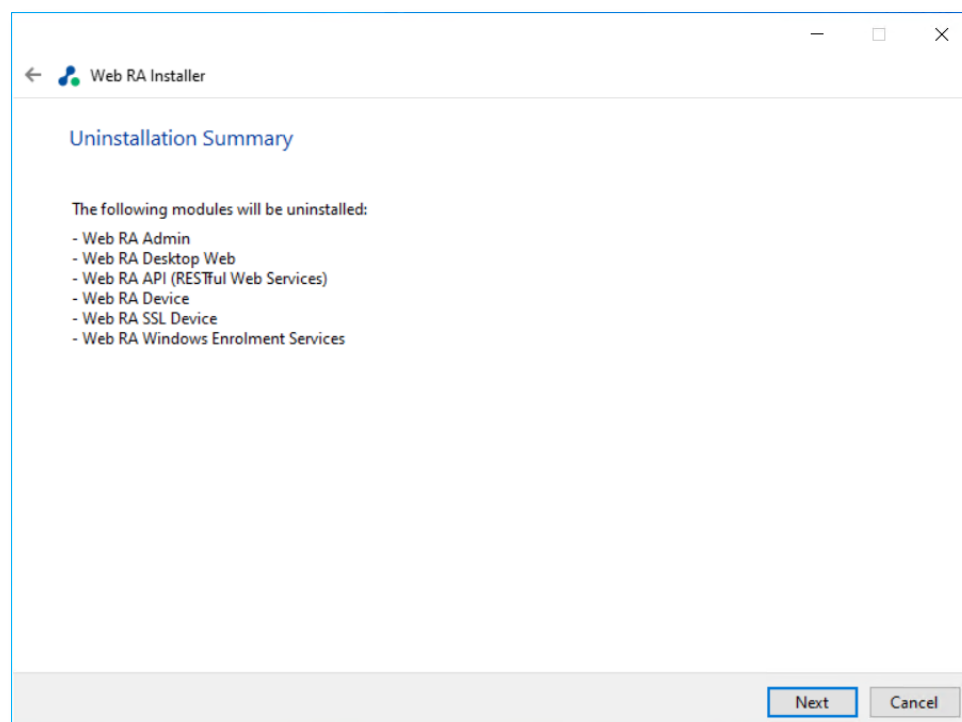 Web RA Installer
Uninstallation Summary
The following modules will be uninstalled:
- Web RA Admin
- Web RA Desktop Web
- Web RA API (RESTful Web Services)
- Web RA Device
- Web RA SSL Device
- Web RA Windows Enrolment Services
Next Cancel